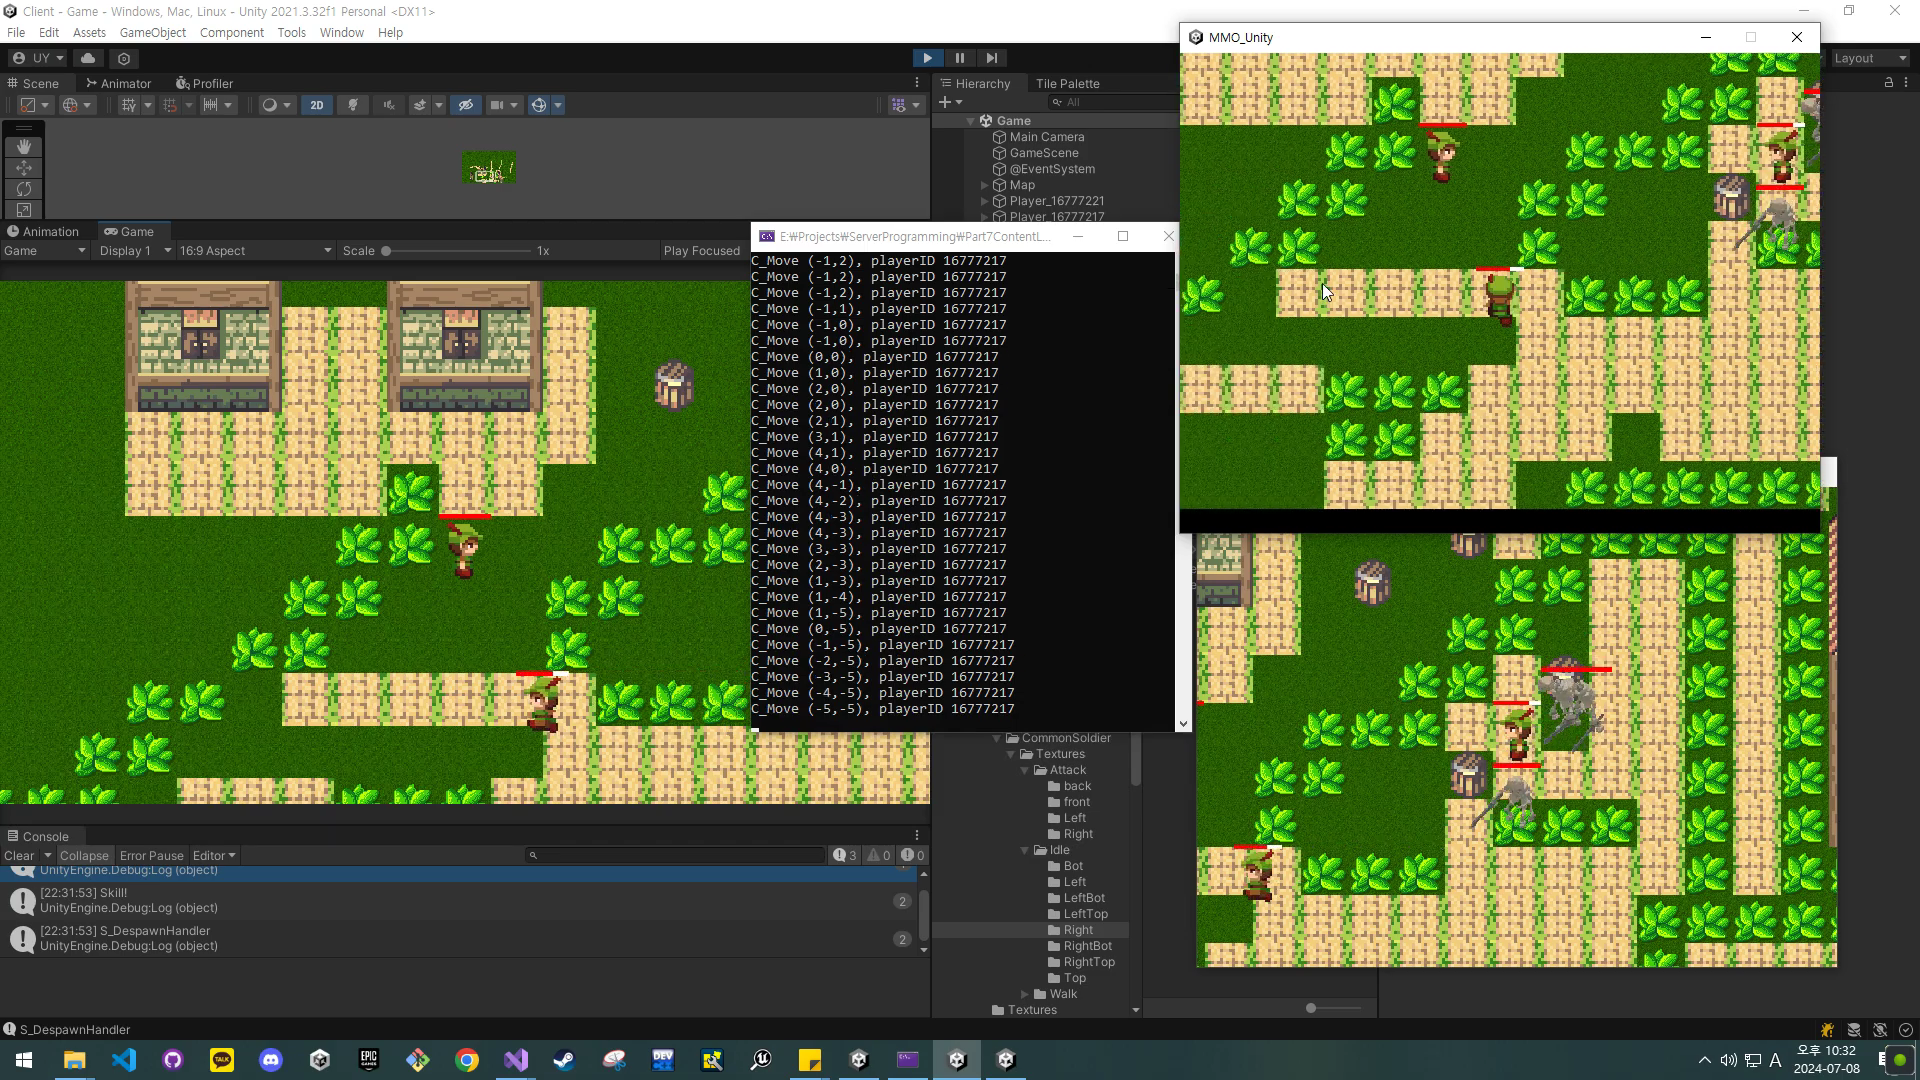 Client - Game - Windows, Mac, Linux - Unity 2021.3.32f1 Personal <DX11>
File Edit Assets GameObject Component Tools Window Help
UY
Layout
Scene Animator Profiler
2D
Hierarchy Tile Palette
All
Game
Main Camera
GameScene
@EventSystem
Map
Player_16777221
Player_16777217
Animation Game
Game Display 1 16:9 Aspect Scale 1x Play Focused
MMO_Unity
E:₩Projects₩ServerProgramming₩Part7ContentL...
C_Move (-1,2), playerID 16777217
C_Move (-1,2), playerID 16777217
C_Move (-1,2), playerID 16777217
C_Move (-1,1), playerID 16777217
C_Move (-1,0), playerID 16777217
C_Move (-1,0), playerID 16777217
C_Move (0,0), playerID 16777217
C_Move (1,0), playerID 16777217
C_Move (2,0), playerID 16777217
C_Move (2,0), playerID 16777217
C_Move (2,1), playerID 16777217
C_Move (3,1), playerID 16777217
C_Move (4,1), playerID 16777217
C_Move (4,0), playerID 16777217
C_Move (4,-1), playerID 16777217
C_Move (4,-2), playerID 16777217
C_Move (4,-3), playerID 16777217
C_Move (4,-3), playerID 16777217
C_Move (3,-3), playerID 16777217
C_Move (2,-3), playerID 16777217
C_Move (1,-3), playerID 16777217
C_Move (1,-4), playerID 16777217
C_Move (1,-5), playerID 16777217
C_Move (0,-5), playerID 16777217
C_Move (-1,-5), playerID 16777217
C_Move (-2,-5), playerID 16777217
C_Move (-3,-5), playerID 16777217
C_Move (-4,-5), playerID 16777217
C_Move (-5,-5), playerID 16777217
CommonSoldier
Textures
Attack
back
front
Left
Right
Idle
Bot
Left
LeftBot
LeftTop
Right
RightBot
RightTop
Top
Walk
Textures
Console
Clear Collapse Error Pause Editor 3 0 0
UnityEngine.Debug:Log (object)
[22:31:53] Skill!
UnityEngine.Debug:Log (object)
2
[22:31:53] S_DespawnHandler
UnityEngine.Debug:Log (object)
2
S_DespawnHandler
TALK
EPIC GAMES
DEV
A
오후 10:32
2024-07-08